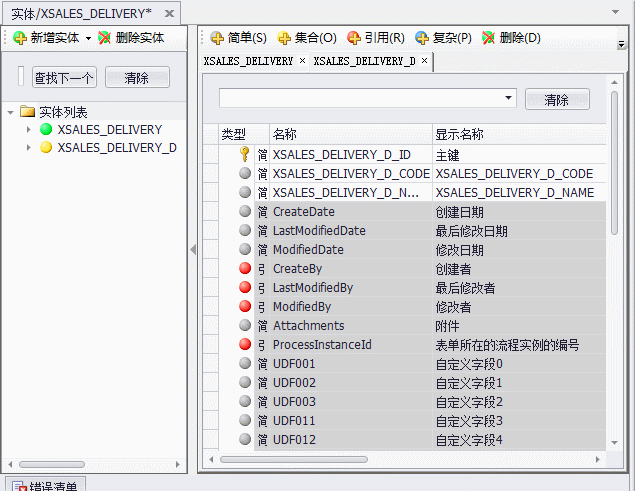 实体/XSALES_DELIVERY*
新增实体 删除实体
查找下一个 清除
实体列表
XSALES_DELIVERY
XSALES_DELIVERY_D
简单(S) 集合(O) 引用(R) 复杂(P) 删除(D)
XSALES_DELIVERY XSALES_DELIVERY_D
清除
类型 名称 显示名称
简 XSALES_DELIVERY_D_ID 主键
简 XSALES_DELIVERY_D_CODE XSALES_DELIVERY_D_CODE
简 XSALES_DELIVERY_D_N... XSALES_DELIVERY_D_NAME
简 CreateDate 创建日期
简 LastModifiedDate 最后修改日期
简 ModifiedDate 修改日期
引 CreateBy 创建者
引 LastModifiedBy 最后修改者
引 ModifiedBy 修改者
简 Attachments 附件
引 ProcessInstanceId 表单所在的流程实例的编号
简 UDF001 自定义字段0
简 UDF002 自定义字段1
简 UDF003 自定义字段2
简 UDF011 自定义字段3
简 UDF012 自定义字段4
错误清单